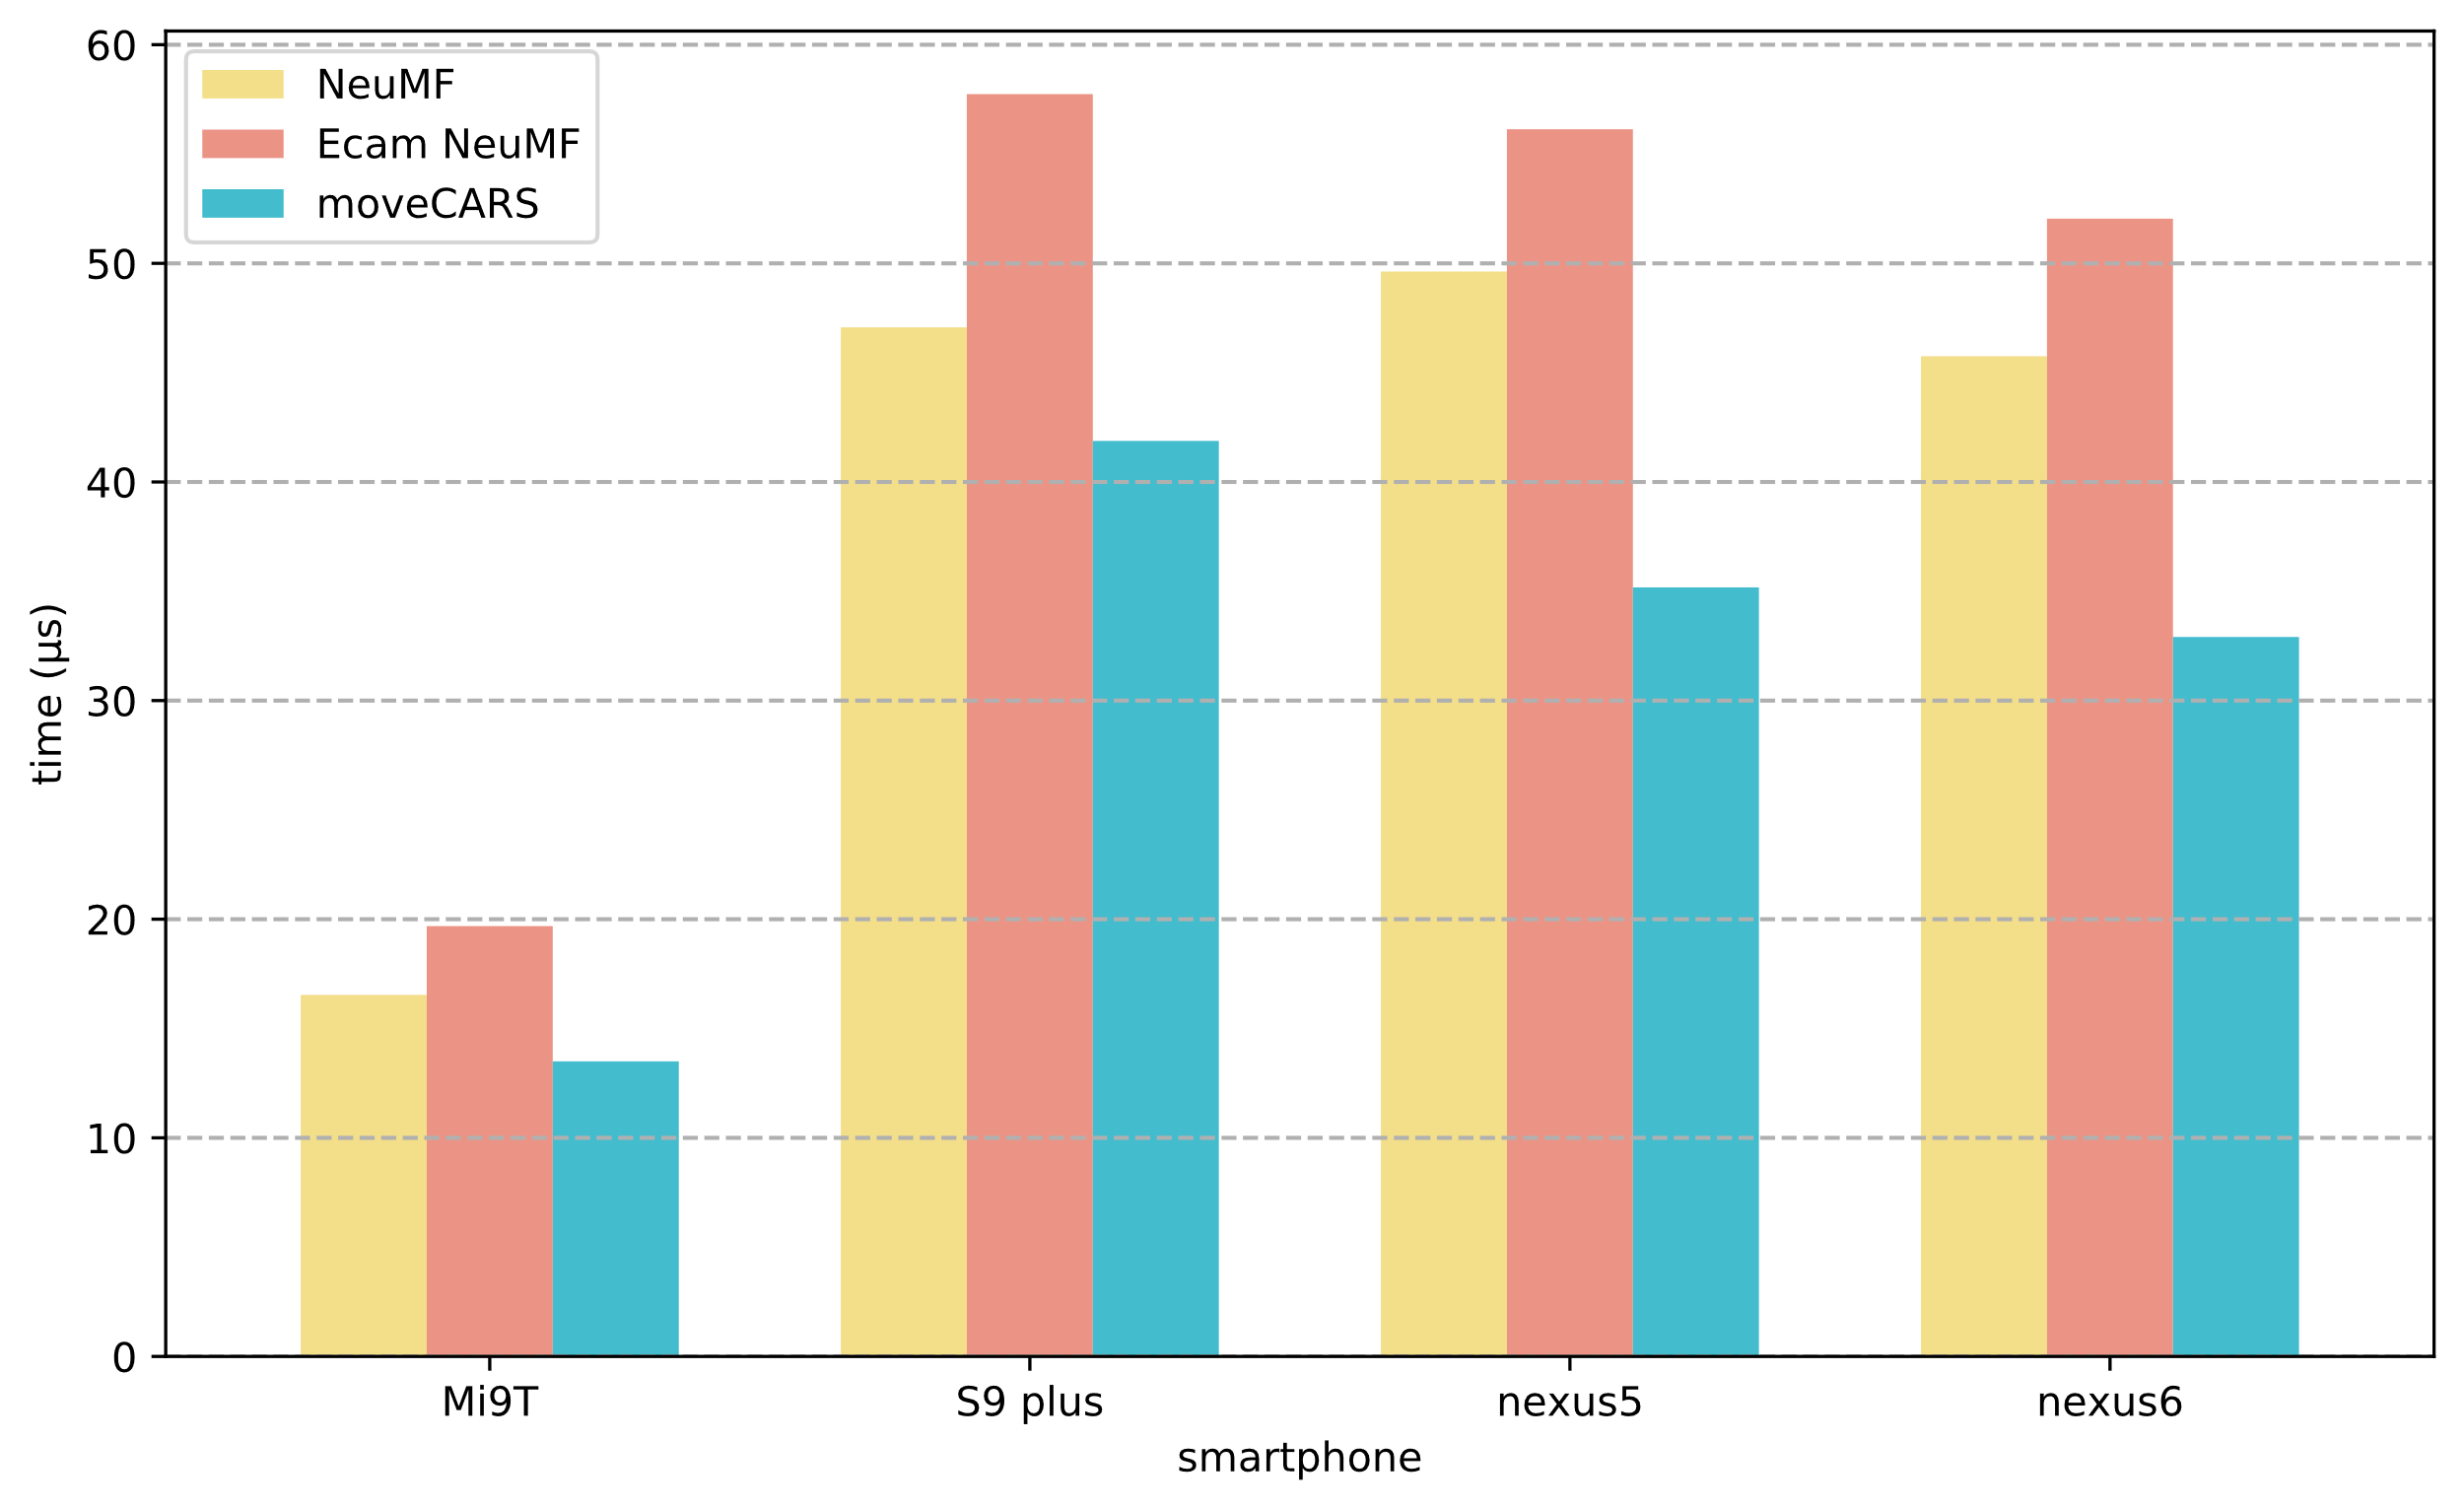 60
50
40
30
20
10
0
time (µs)
NeuMF
Ecam NeuMF
moveCARS
Mi9T
S9 plus
nexus5
nexus6
smartphone